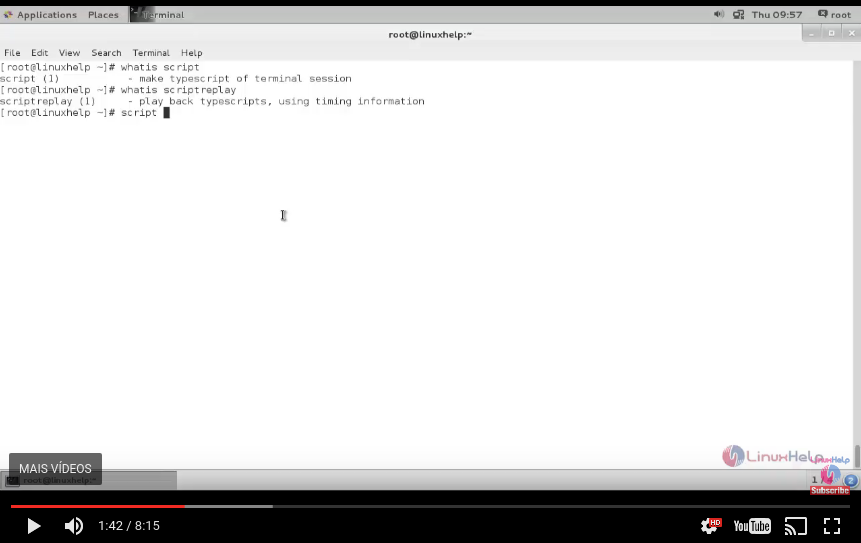 Applications Places Terminal Thu 09:57 root
root@linuxhelp:~
File Edit View Search Terminal Help
[root@linuxhelp ~]# whatis script
script (1) - make typescript of terminal session
[root@linuxhelp ~]# whatis scriptreplay
scriptreplay (1) - play back typescripts, using timing information
[root@linuxhelp ~]# script
LinuxHelp LinuxHelp
MAIS VÍDEOS
root@linuxhelp:~ 1 2
Subscribe
1:42 / 8:15 HD YouTube